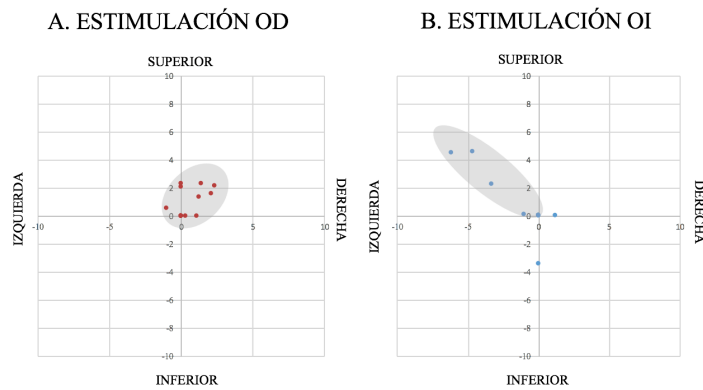 A. ESTIMULACIÓN OD
SUPERIOR
10
8
6
4
2
0
-10 -5 0 5 10
-2
-4
-6
-8
-10
IZQUIERDA
DERECHA
INFERIOR
B. ESTIMULACIÓN OI
SUPERIOR
10
8
6
4
2
0
-10 -5 0 5 10
-2
-4
-6
-8
-10
IZQUIERDA
DERECHA
INFERIOR